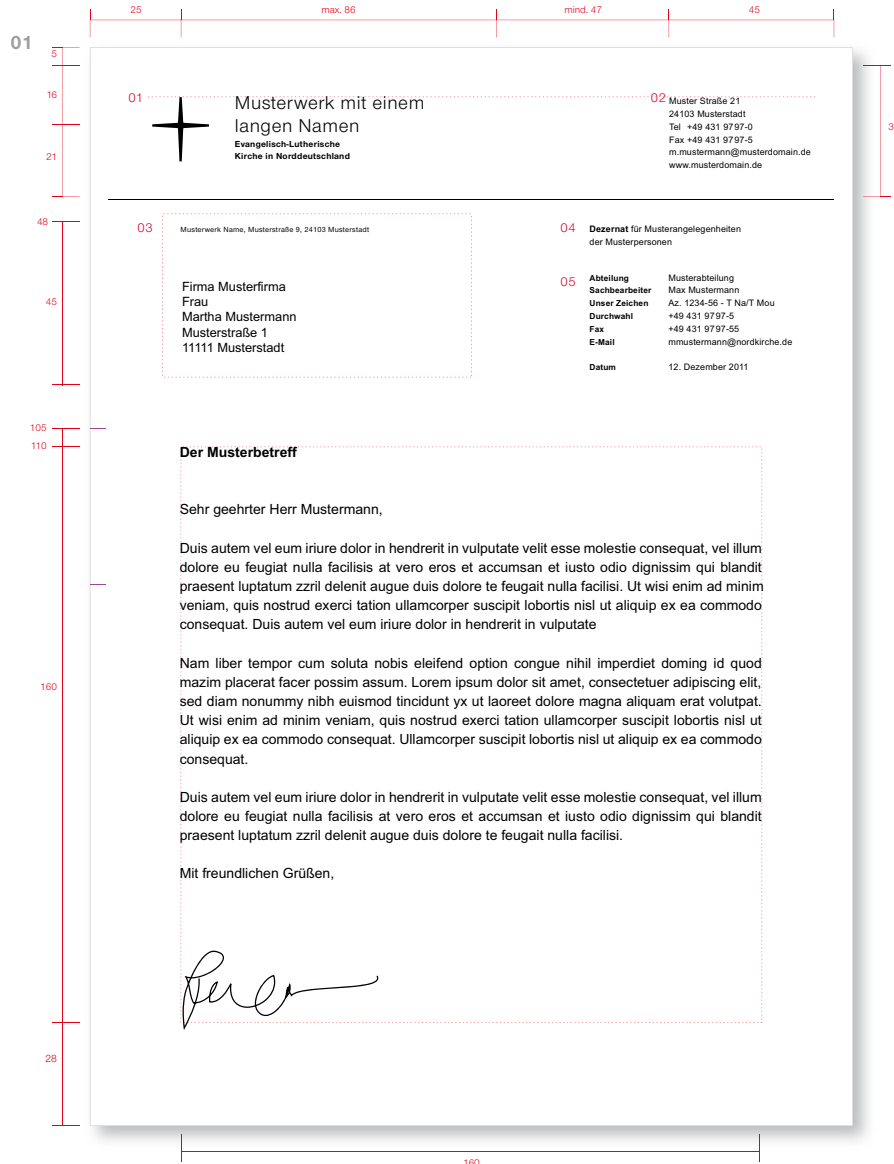 25
max. 86
mind. 47
45
01
5
16
21
3
01
Musterwerk mit einem
langen Namen
Evangelisch-Lutherische
Kirche in Norddeutschland
02
Muster Straße 21
24103 Musterstadt
Tel +49 431 9797-0
Fax +49 431 9797-5
m.mustermann@musterdomain.de
www.musterdomain.de
48
45
03
Musterwerk Name, Musterstraße 9, 24103 Musterstadt
Firma Musterfirma
Frau
Martha Mustermann
Musterstraße 1
11111 Musterstadt
04
Dezernat für Musterangelegenheiten
der Musterpersonen
05
Abteilung Musterabteilung
Sachbearbeiter Max Mustermann
Unser Zeichen Az. 1234-56 - T Na/T Mou
Durchwahl +49 431 9797-5
Fax +49 431 9797-55
E-Mail mmustermann@nordkirche.de
Datum 12. Dezember 2011
105
110
160
28
Der Musterbetreff
Sehr geehrter Herr Mustermann,
Duis autem vel eum iriure dolor in hendrerit in vulputate velit esse molestie consequat, vel illum
dolore eu feugiat nulla facilisis at vero eros et accumsan et iusto odio dignissim qui blandit
praesent luptatum zzril delenit augue duis dolore te feugait nulla facilisi. Ut wisi enim ad minim
veniam, quis nostrud exerci tation ullamcorper suscipit lobortis nisl ut aliquip ex ea commodo
consequat. Duis autem vel eum iriure dolor in hendrerit in vulputate
Nam liber tempor cum soluta nobis eleifend option congue nihil imperdiet doming id quod
mazim placerat facer possim assum. Lorem ipsum dolor sit amet, consectetuer adipiscing elit,
sed diam nonummy nibh euismod tincidunt yx ut laoreet dolore magna aliquam erat volutpat.
Ut wisi enim ad minim veniam, quis nostrud exerci tation ullamcorper suscipit lobortis nisl ut
aliquip ex ea commodo consequat. Ullamcorper suscipit lobortis nisl ut aliquip ex ea commodo
consequat.
Duis autem vel eum iriure dolor in hendrerit in vulputate velit esse molestie consequat, vel illum
dolore eu feugiat nulla facilisis at vero eros et accumsan et iusto odio dignissim qui blandit
praesent luptatum zzril delenit augue duis dolore te feugait nulla facilisi.
Mit freundlichen Grüßen,
160